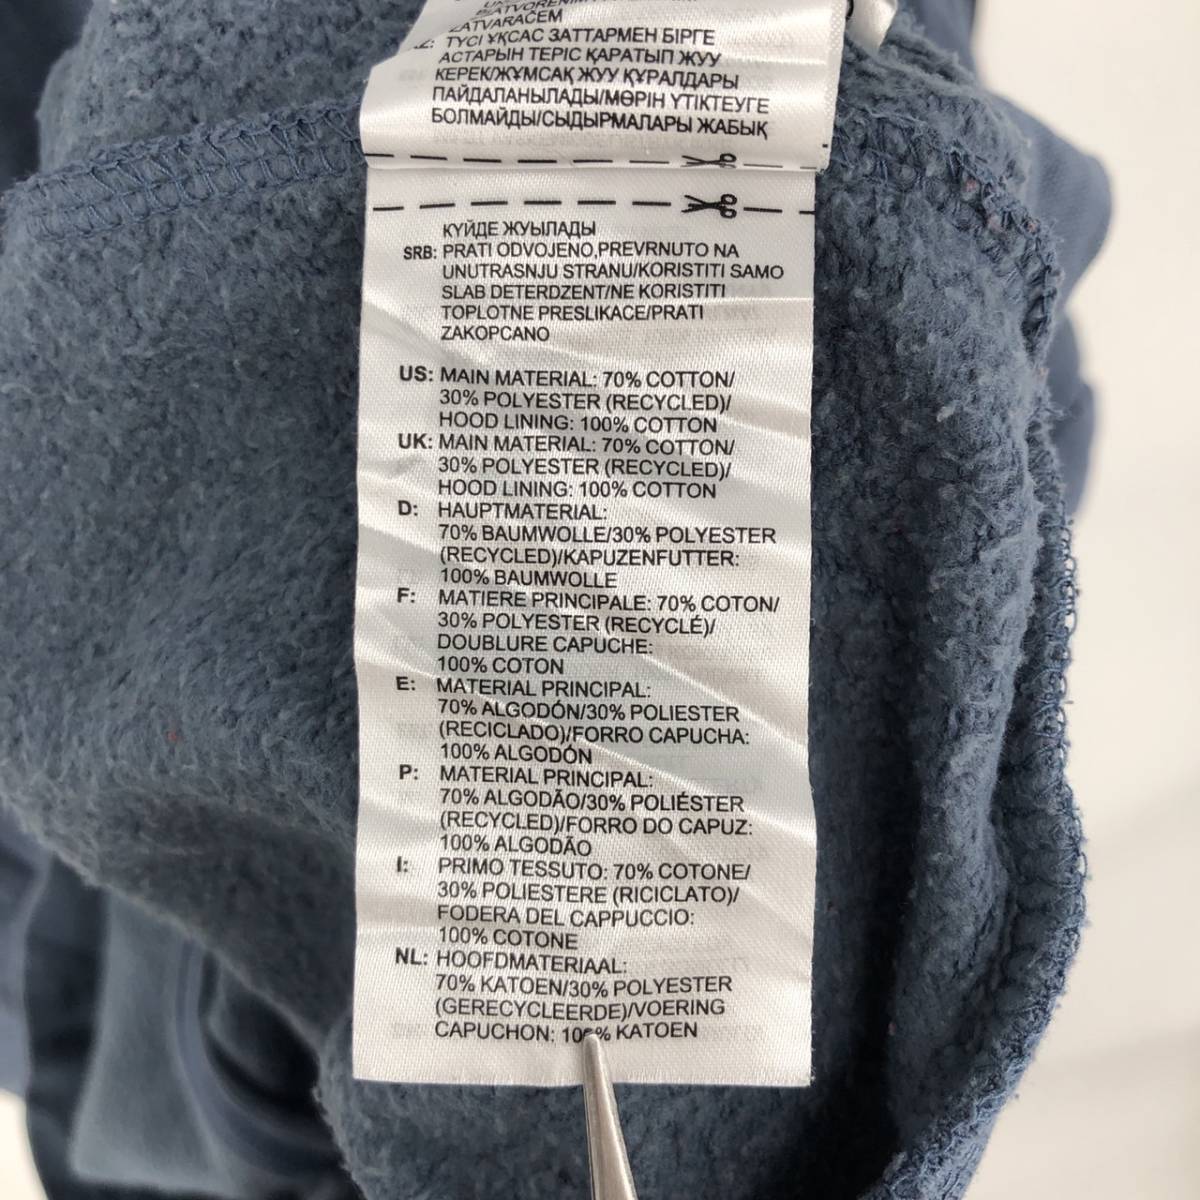 ZATVARAČEM
KZ: ТҮСІ ҰҚСАС ЗАТТАРМЕН БІРГЕ
АСТАРЫН ТЕРІС ҚАРАТЫП ЖУУ
КЕРЕК/ЖҰМСАҚ ЖУУ ҚҰРАЛДАРЫ
ПАЙДАЛАНЫЛАДЫ/МӨРІН ҮТІКТЕУГЕ
БОЛМАЙДЫ/СЫДЫРМАЛАРЫ ЖАБЫҚ
КҮЙДЕ ЖУЫЛАДЫ
SRB: PRATI ODVOJENO,PREVRNUTO NA
UNUTRASNJU STRANU/KORISTITI SAMO
SLAB DETERDZENT/NE KORISTITI
TOPLOTNE PRESLIKACE/PRATI
ZAKOPCANO
US: MAIN MATERIAL: 70% COTTON/
30% POLYESTER (RECYCLED)/
HOOD LINING: 100% COTTON
UK: MAIN MATERIAL: 70% COTTON/
30% POLYESTER (RECYCLED)/
HOOD LINING: 100% COTTON
D: HAUPTMATERIAL:
70% BAUMWOLLE/30% POLYESTER
(RECYCLED)/KAPUZENFUTTER:
100% BAUMWOLLE
F: MATIERE PRINCIPALE: 70% COTON/
30% POLYESTER (RECYCLÉ)/
DOUBLURE CAPUCHE:
100% COTON
E: MATERIAL PRINCIPAL:
70% ALGODÓN/30% POLIESTER
(RECICLADO)/FORRO CAPUCHA:
100% ALGODÓN
P: MATERIAL PRINCIPAL:
70% ALGODÃO/30% POLIÉSTER
(RECYCLED)/FORRO DO CAPUZ:
100% ALGODÃO
I: PRIMO TESSUTO: 70% COTONE/
30% POLIESTERE (RICICLATO)/
FODERA DEL CAPPUCCIO:
100% COTONE
NL: HOOFDMATERIAAL:
70% KATOEN/30% POLYESTER
(GERECYCLEERDE)/VOERING
CAPUCHON: 100% KATOEN